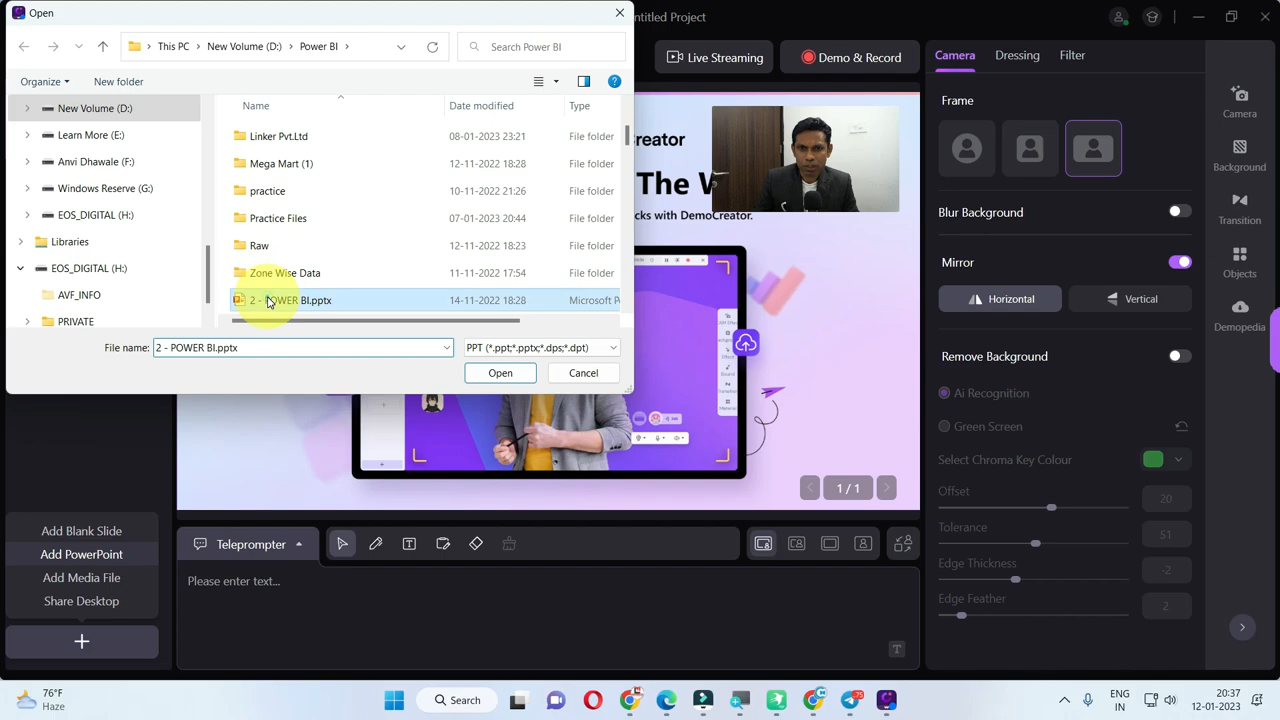 Open
ntitled Project
This PC > New Volume (D:) > Power BI >
Search Power BI
Live Streaming
Demo & Record
Camera
Dressing
Filter
Organize
New folder
Name
Date modified
Type
New Volume (D:)
Learn More (E:)
Anvi Dhawale (F:)
Windows Reserve (G:)
EOS_DIGITAL (H:)
Libraries
EOS_DIGITAL (H:)
AVF_INFO
PRIVATE
Linker Pvt.Ltd 08-01-2023 23:21 File folder
Mega Mart (1) 12-11-2022 18:28 File folder
practice 10-11-2022 21:26 File folder
Practice Files 07-01-2023 20:44 File folder
Raw 12-11-2022 18:23 File folder
Zone Wise Data 11-11-2022 17:54 File folder
2 - POWER BI.pptx 14-11-2022 18:28 Microsoft P
File name: 2 - POWER BI.pptx
PPT (*.ppt;*.pptx;*.dps;*.dpt)
Open
Cancel
Creator
The W
cks with DemoCreator.
1 / 1
Frame
Blur Background
Mirror
Horizontal
Vertical
Remove Background
Ai Recognition
Green Screen
Select Chroma Key Colour
Offset 20
Tolerance 51
Edge Thickness -2
Edge Feather 2
Camera
Background
Transition
Objects
Demopedia
Add Blank Slide
Add PowerPoint
Add Media File
Share Desktop
+
Teleprompter
Please enter text...
T
76°F
Haze
Search
75
ENG
IN
20:37
12-01-2023